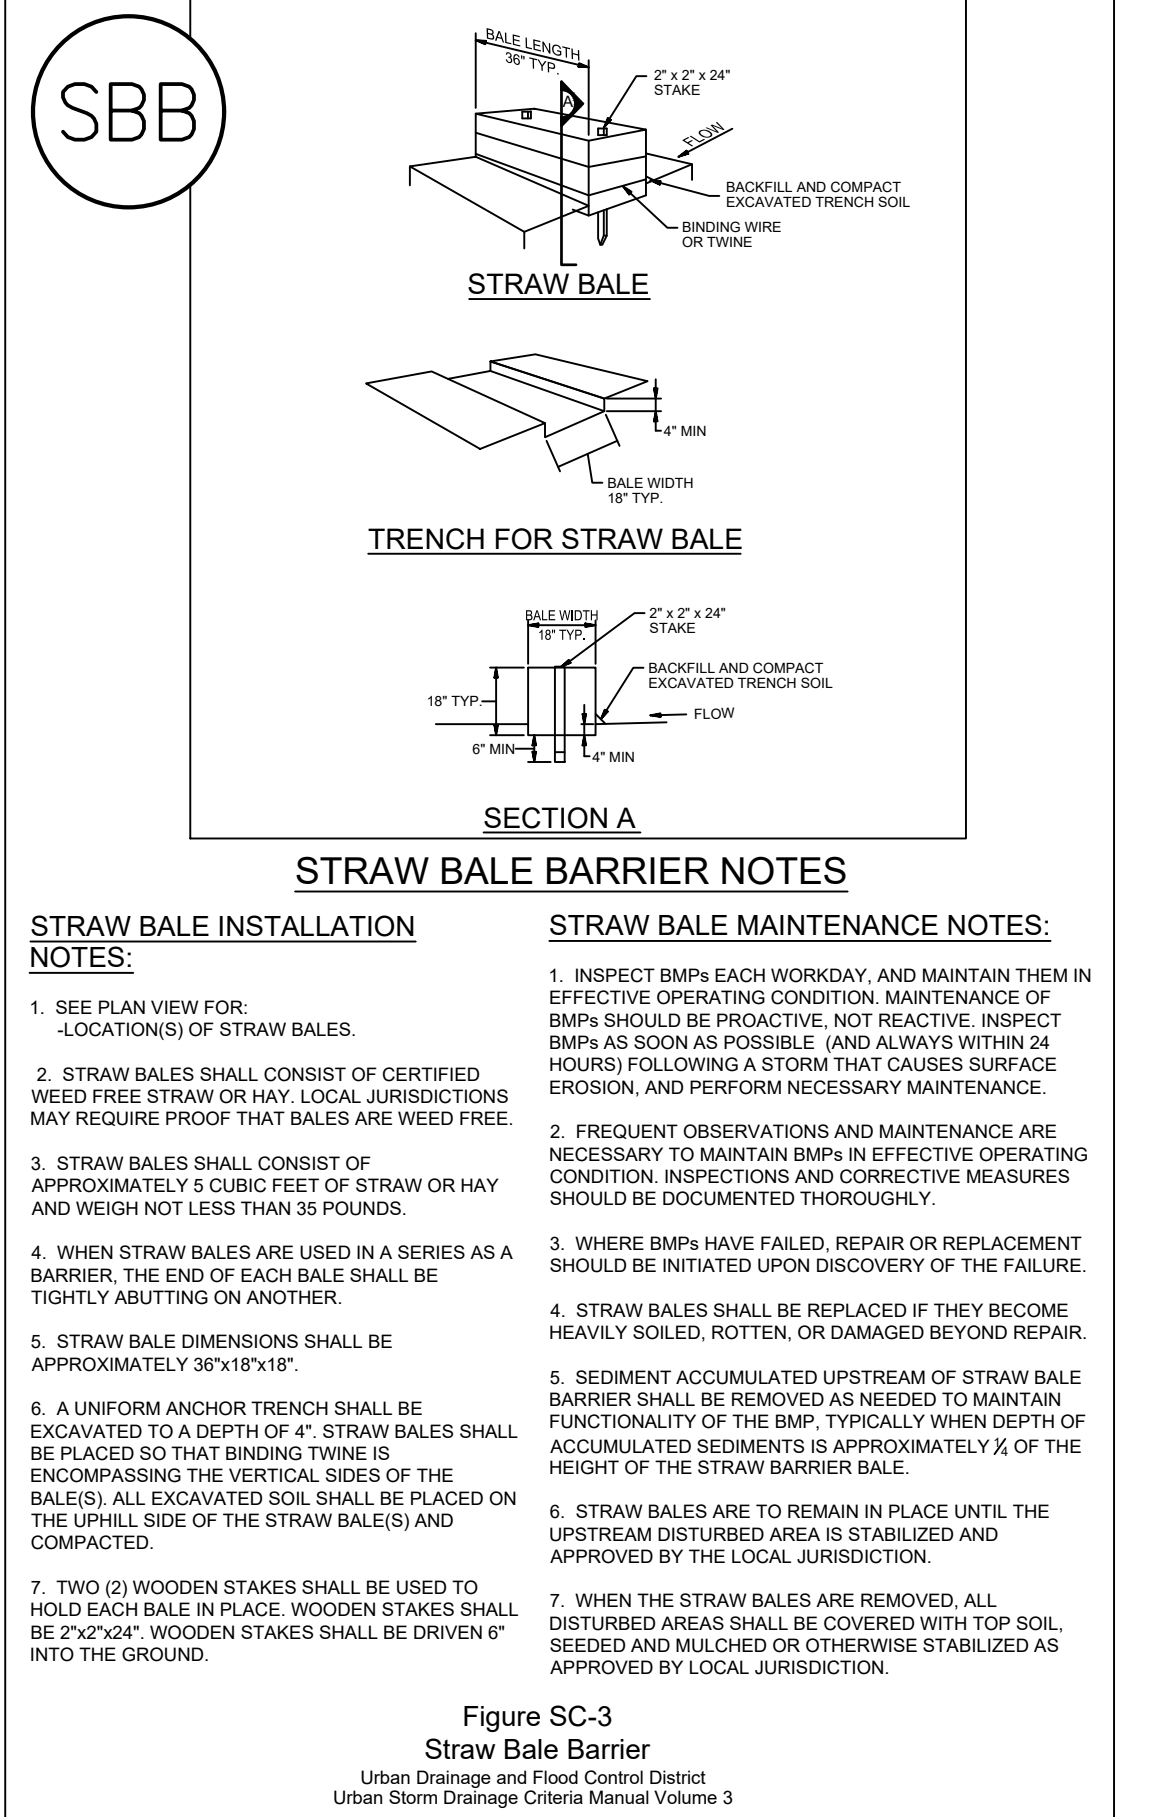 SBB
BALE LENGTH
36" TYP.
2" x 2" x 24"
STAKE
A
FLOW
BACKFILL AND COMPACT
EXCAVATED TRENCH SOIL
BINDING WIRE
OR TWINE
STRAW BALE
4" MIN
BALE WIDTH
18" TYP.
TRENCH FOR STRAW BALE
BALE WIDTH
18" TYP.
2" x 2" x 24"
STAKE
BACKFILL AND COMPACT
EXCAVATED TRENCH SOIL
18" TYP.
FLOW
6" MIN
4" MIN
SECTION A
STRAW BALE BARRIER NOTES
STRAW BALE INSTALLATION
NOTES:
1. SEE PLAN VIEW FOR:
-LOCATION(S) OF STRAW BALES.
2. STRAW BALES SHALL CONSIST OF CERTIFIED
WEED FREE STRAW OR HAY. LOCAL JURISDICTIONS
MAY REQUIRE PROOF THAT BALES ARE WEED FREE.
3. STRAW BALES SHALL CONSIST OF
APPROXIMATELY 5 CUBIC FEET OF STRAW OR HAY
AND WEIGH NOT LESS THAN 35 POUNDS.
4. WHEN STRAW BALES ARE USED IN A SERIES AS A
BARRIER, THE END OF EACH BALE SHALL BE
TIGHTLY ABUTTING ON ANOTHER.
5. STRAW BALE DIMENSIONS SHALL BE
APPROXIMATELY 36"x18"x18".
6. A UNIFORM ANCHOR TRENCH SHALL BE
EXCAVATED TO A DEPTH OF 4". STRAW BALES SHALL
BE PLACED SO THAT BINDING TWINE IS
ENCOMPASSING THE VERTICAL SIDES OF THE
BALE(S). ALL EXCAVATED SOIL SHALL BE PLACED ON
THE UPHILL SIDE OF THE STRAW BALE(S) AND
COMPACTED.
7. TWO (2) WOODEN STAKES SHALL BE USED TO
HOLD EACH BALE IN PLACE. WOODEN STAKES SHALL
BE 2"x2"x24". WOODEN STAKES SHALL BE DRIVEN 6"
INTO THE GROUND.
STRAW BALE MAINTENANCE NOTES:
1. INSPECT BMPs EACH WORKDAY, AND MAINTAIN THEM IN
EFFECTIVE OPERATING CONDITION. MAINTENANCE OF
BMPs SHOULD BE PROACTIVE, NOT REACTIVE. INSPECT
BMPs AS SOON AS POSSIBLE (AND ALWAYS WITHIN 24
HOURS) FOLLOWING A STORM THAT CAUSES SURFACE
EROSION, AND PERFORM NECESSARY MAINTENANCE.
2. FREQUENT OBSERVATIONS AND MAINTENANCE ARE
NECESSARY TO MAINTAIN BMPs IN EFFECTIVE OPERATING
CONDITION. INSPECTIONS AND CORRECTIVE MEASURES
SHOULD BE DOCUMENTED THOROUGHLY.
3. WHERE BMPs HAVE FAILED, REPAIR OR REPLACEMENT
SHOULD BE INITIATED UPON DISCOVERY OF THE FAILURE.
4. STRAW BALES SHALL BE REPLACED IF THEY BECOME
HEAVILY SOILED, ROTTEN, OR DAMAGED BEYOND REPAIR.
5. SEDIMENT ACCUMULATED UPSTREAM OF STRAW BALE
BARRIER SHALL BE REMOVED AS NEEDED TO MAINTAIN
FUNCTIONALITY OF THE BMP, TYPICALLY WHEN DEPTH OF
ACCUMULATED SEDIMENTS IS APPROXIMATELY ¼ OF THE
HEIGHT OF THE STRAW BARRIER BALE.
6. STRAW BALES ARE TO REMAIN IN PLACE UNTIL THE
UPSTREAM DISTURBED AREA IS STABILIZED AND
APPROVED BY THE LOCAL JURISDICTION.
7. WHEN THE STRAW BALES ARE REMOVED, ALL
DISTURBED AREAS SHALL BE COVERED WITH TOP SOIL,
SEEDED AND MULCHED OR OTHERWISE STABILIZED AS
APPROVED BY LOCAL JURISDICTION.
Figure SC-3
Straw Bale Barrier
Urban Drainage and Flood Control District
Urban Storm Drainage Criteria Manual Volume 3